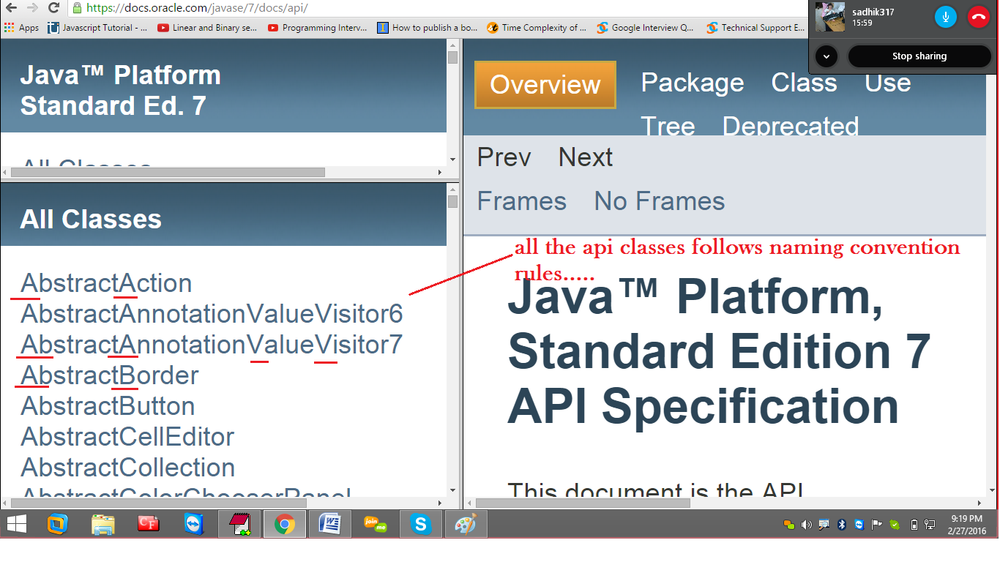 https://docs.oracle.com/javase/7/docs/api/
Apps
Javascript Tutorial - ...
Linear and Binary se...
Programming Interv...
How to publish a bo...
Time Complexity of ...
Google Interview Q...
Technical Support E...
sadhik317
15:59
Stop sharing
Java™ Platform
Standard Ed. 7
All Classes
All Classes
AbstractAction
AbstractAnnotationValueVisitor6
AbstractAnnotationValueVisitor7
AbstractBorder
AbstractButton
AbstractCellEditor
AbstractCollection
AbstractColorChooserPanel
Overview Package Class Use
Tree Deprecated
Prev Next
Frames No Frames
all the api classes follows naming convention
rules.....
Java™ Platform,
Standard Edition 7
API Specification
This document is the API
CF
join
me
W
S
9:19 PM
2/27/2016